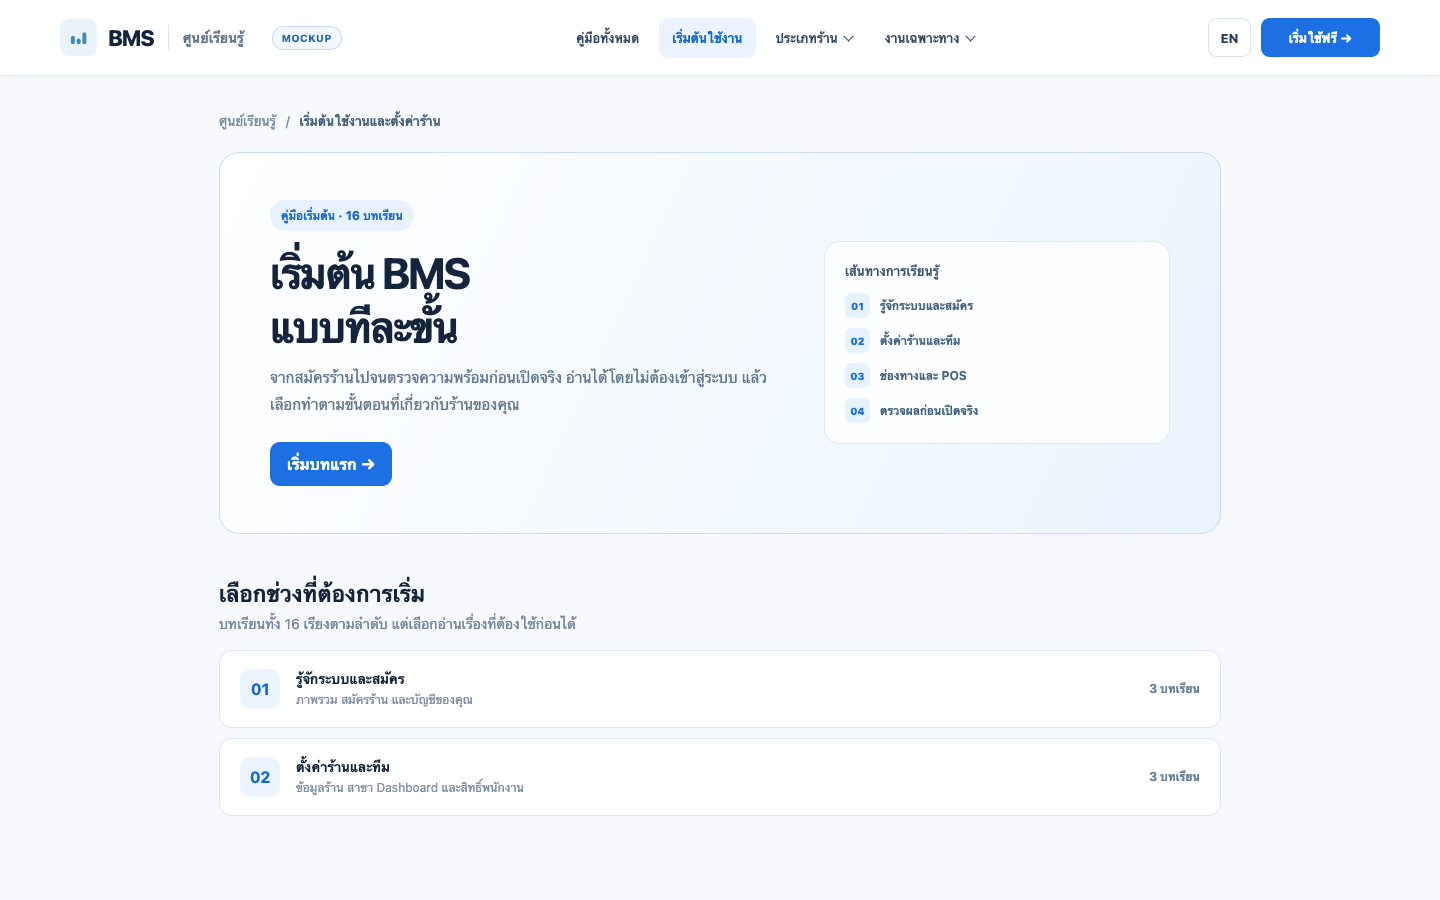 BMS
ศูนย์เรียนรู้
MOCKUP
คู่มือทั้งหมด
เริ่มต้นใช้งาน
ประเภทร้าน
งานเฉพาะทาง
EN
เริ่มใช้ฟรี →
ศูนย์เรียนรู้ / เริ่มต้นใช้งานและตั้งค่าร้าน
คู่มือเริ่มต้น · 16 บทเรียน
เริ่มต้น BMS
แบบทีละขั้น
จากสมัครร้านไปจนตรวจความพร้อมก่อนเปิดจริง อ่านได้โดยไม่ต้องเข้าสู่ระบบ แล้ว
เลือกทำตามขั้นตอนที่เกี่ยวกับร้านของคุณ
เริ่มบทแรก →
เส้นทางการเรียนรู้
01 รู้จักระบบและสมัคร
02 ตั้งค่าร้านและทีม
03 ช่องทางและ POS
04 ตรวจผลก่อนเปิดจริง
เลือกช่วงที่ต้องการเริ่ม
บทเรียนทั้ง 16 เรียงตามลำดับ แต่เลือกอ่านเรื่องที่ต้องใช้ก่อนได้
01
รู้จักระบบและสมัคร
ภาพรวม สมัครร้าน และบัญชีของคุณ
3 บทเรียน
02
ตั้งค่าร้านและทีม
ข้อมูลร้าน สาขา Dashboard และสิทธิ์พนักงาน
3 บทเรียน